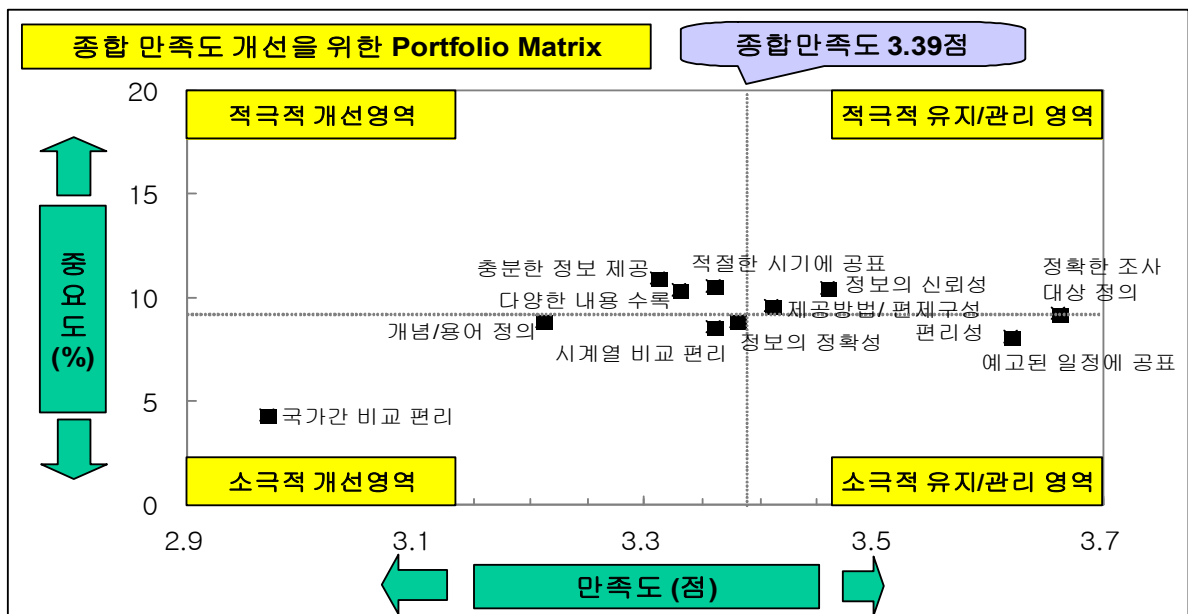 종합 만족도 개선을 위한 Portfolio Matrix
종합만족도 3.39점
20
적극적 개선영역
적극적 유지/관리 영역
15
중요도
(%)
충분한 정보 제공
적절한 시기에 공표
정확한 조사
대상 정의
정보의 신뢰성
다양한 내용 수록
10
제공방법/ 편제구성
편리성
개념/용어 정의
시계열 비교 편리
정보의 정확성
예고된 일정에 공표
5
국가간 비교 편리
소극적 개선영역
소극적 유지/관리 영역
0
2.9
3.1
3.3
3.5
3.7
만족도 (점)